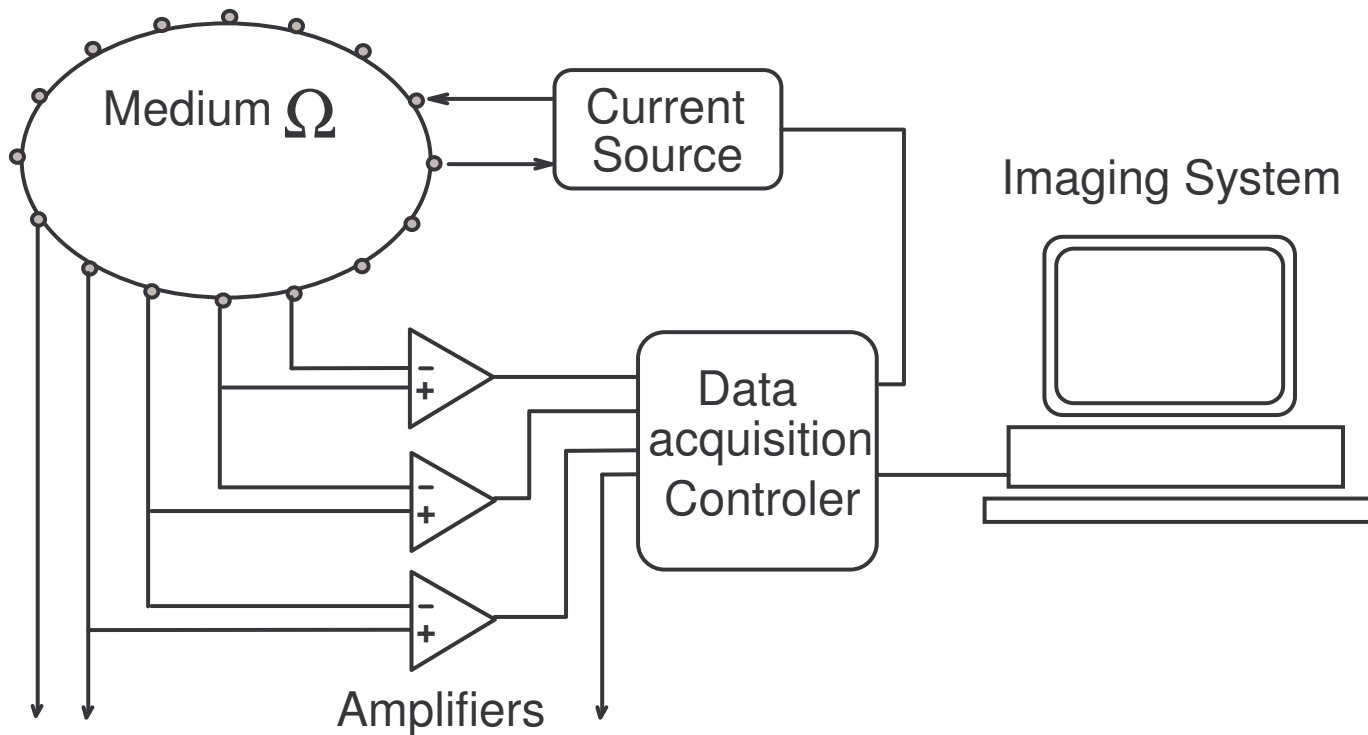 Medium Ω
Current
Source
Imaging System
−
+
Data
acquisition
Controler
−
+
−
+
Amplifiers